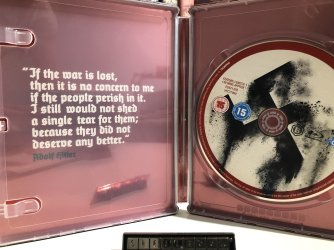 "If the war is lost,
then it is no concern to me
if the people perish in it.
I still would not shed
a single tear for them;
because they did not
deserve any better."
Adolf Hitler
15
15